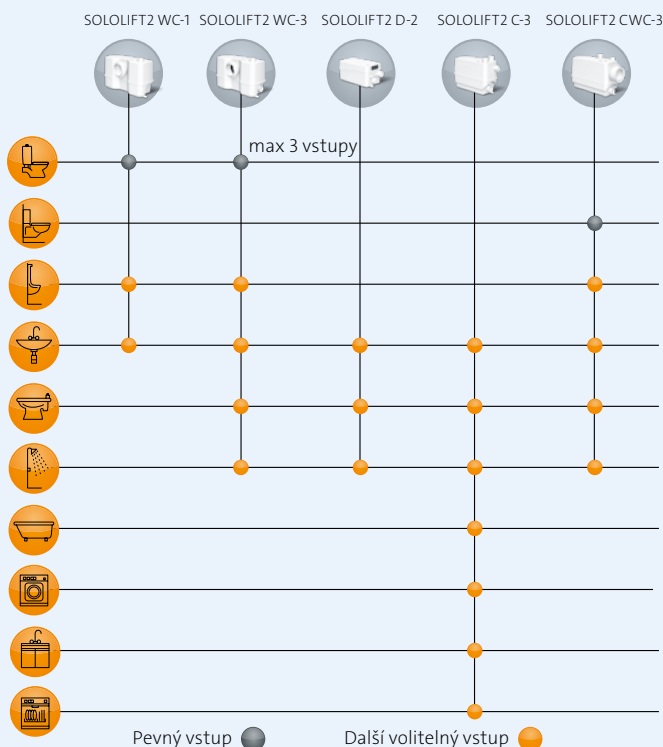 SOLOLIFT2 WC-1 SOLOLIFT2 WC-3 SOLOLIFT2 D-2 SOLOLIFT2 C-3 SOLOLIFT2 CWC-3
max 3 vstupy
Pevný vstup Další volitelný vstup